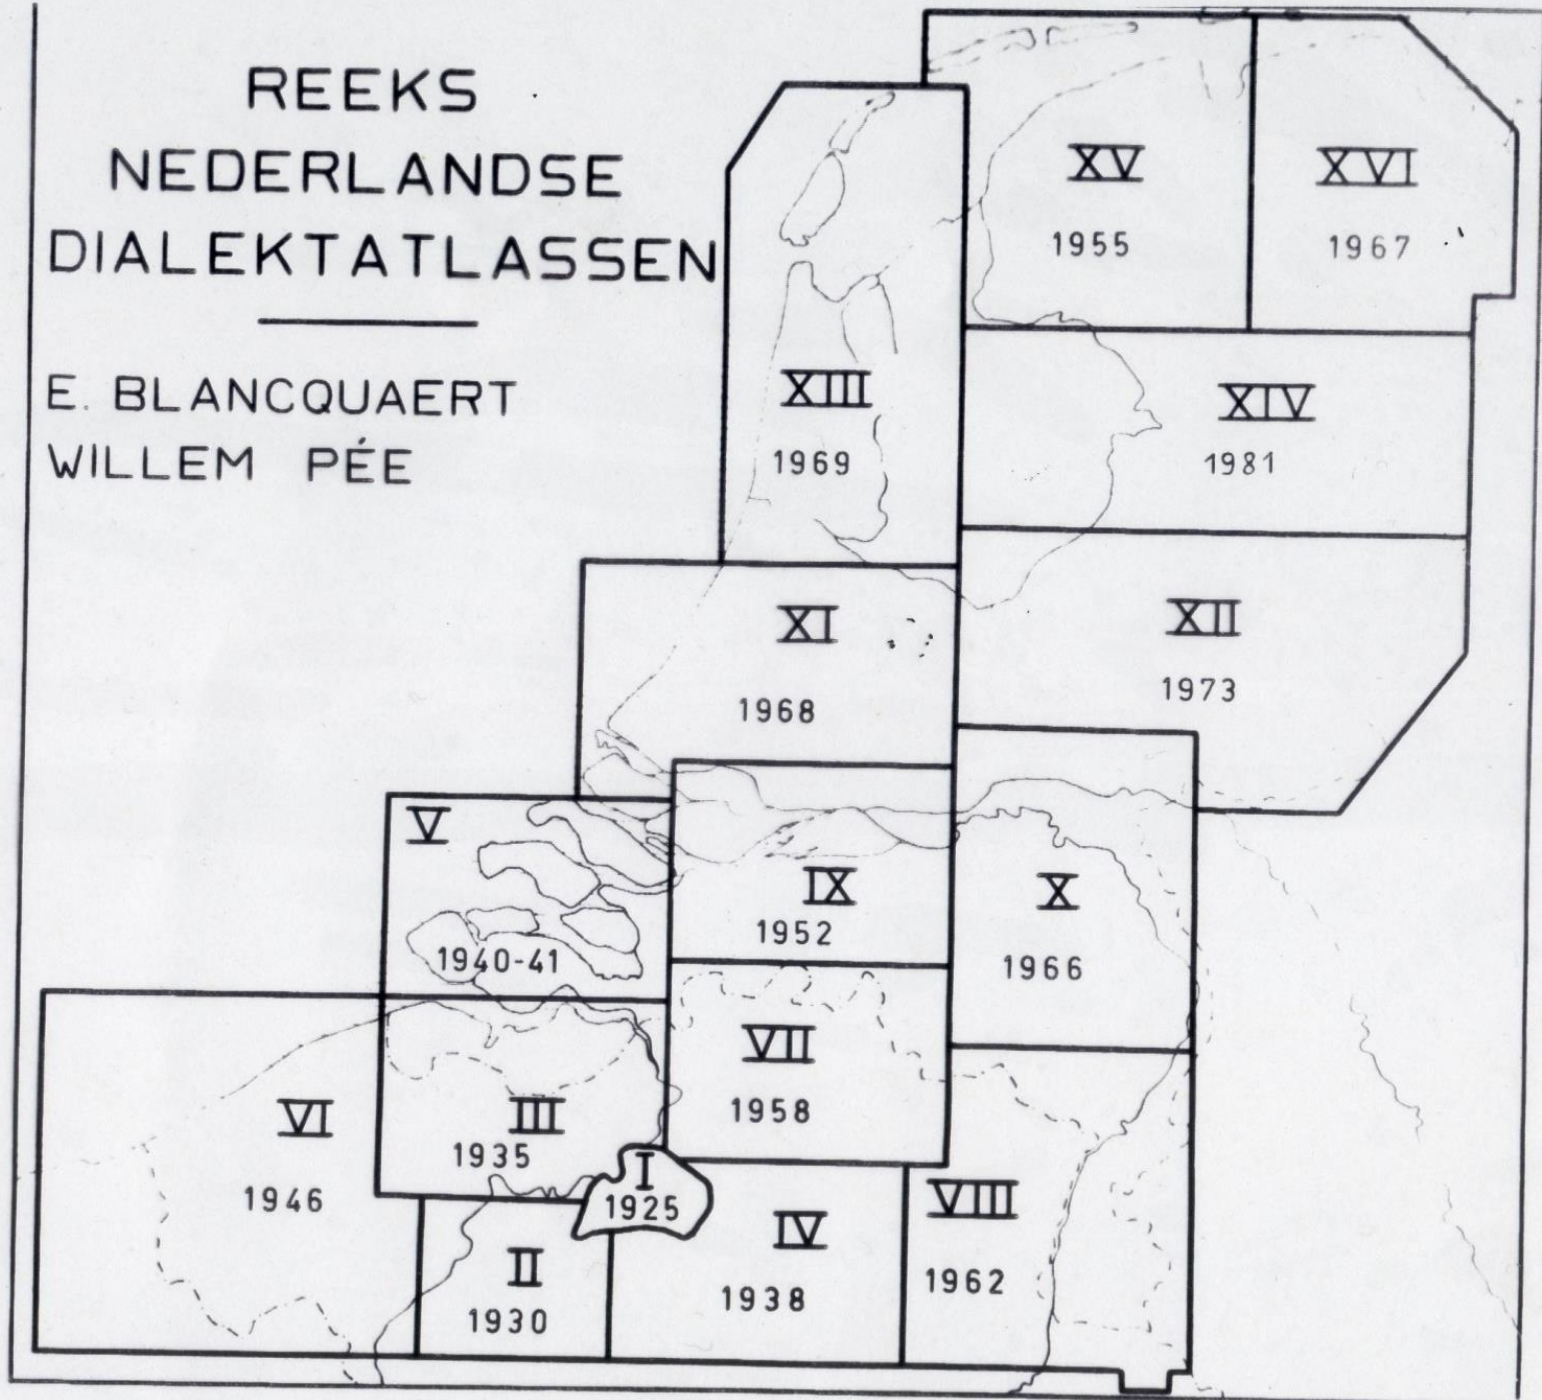 REEKS
NEDERLANDSE
DIALEKTATLASSEN
E. BLANCQUAERT
WILLEM PÉE
XV
1955
XVI
1967
XIII
1969
XIV
1981
XI
1968
XII
1973
V
1940-41
IX
1952
X
1966
VI
1946
III
1935
VII
1958
I
1925
II
1930
IV
1938
VIII
1962